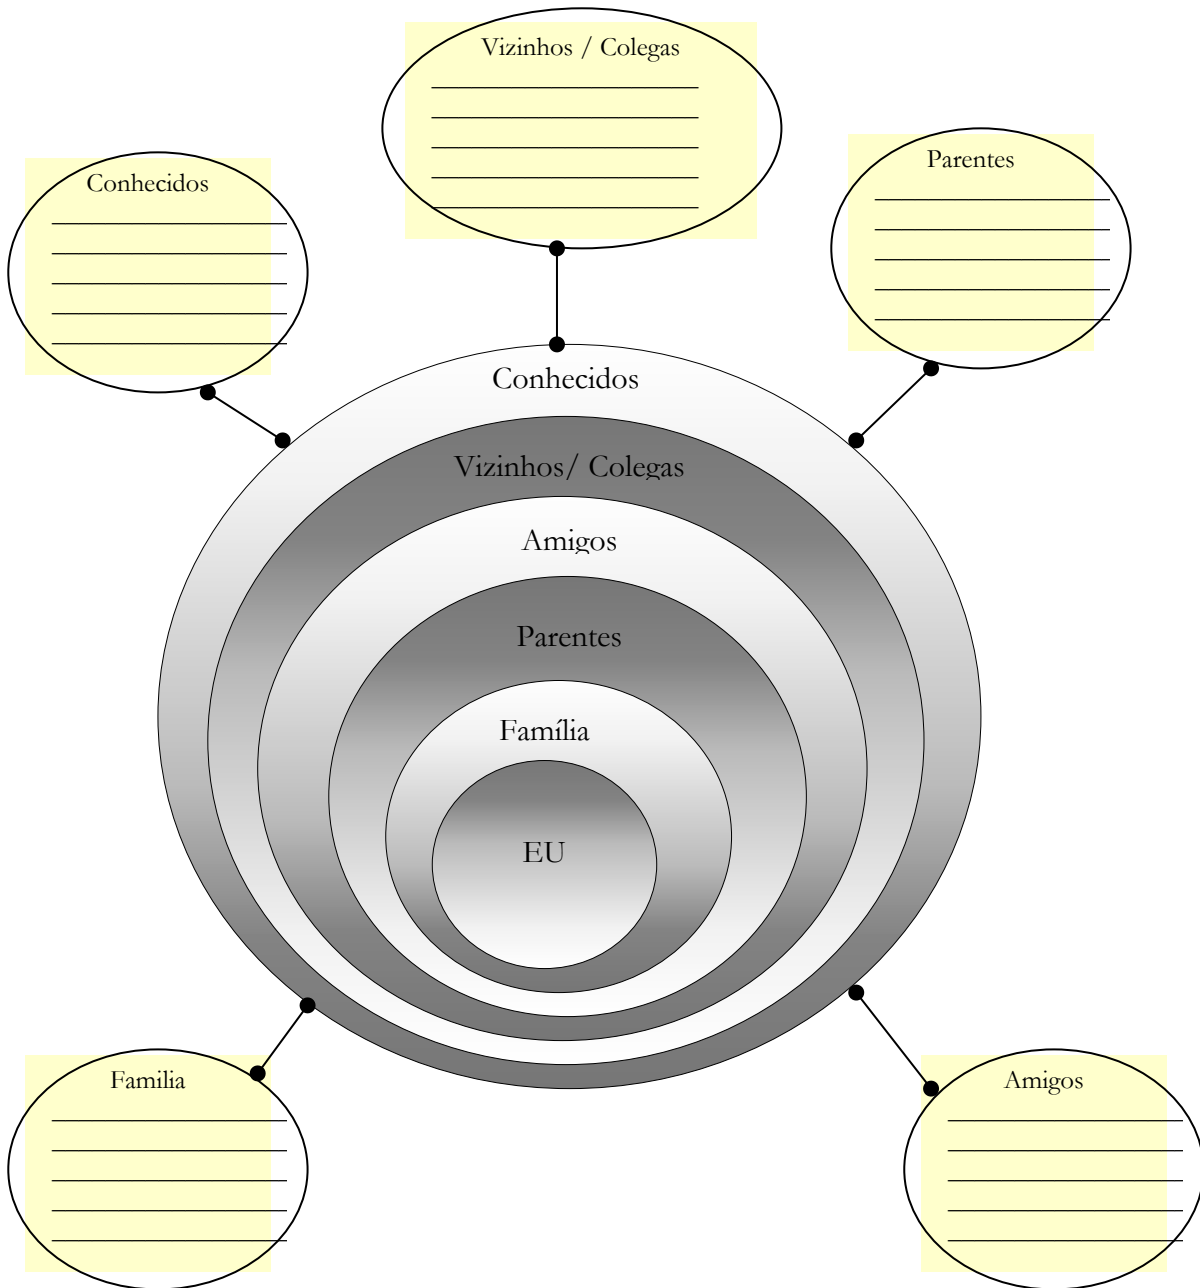 Vizinhos / Colegas
Parentes
Conhecidos
Conhecidos
Vizinhos/ Colegas
Amigos
Parentes
Família
EU
Familia
Amigos